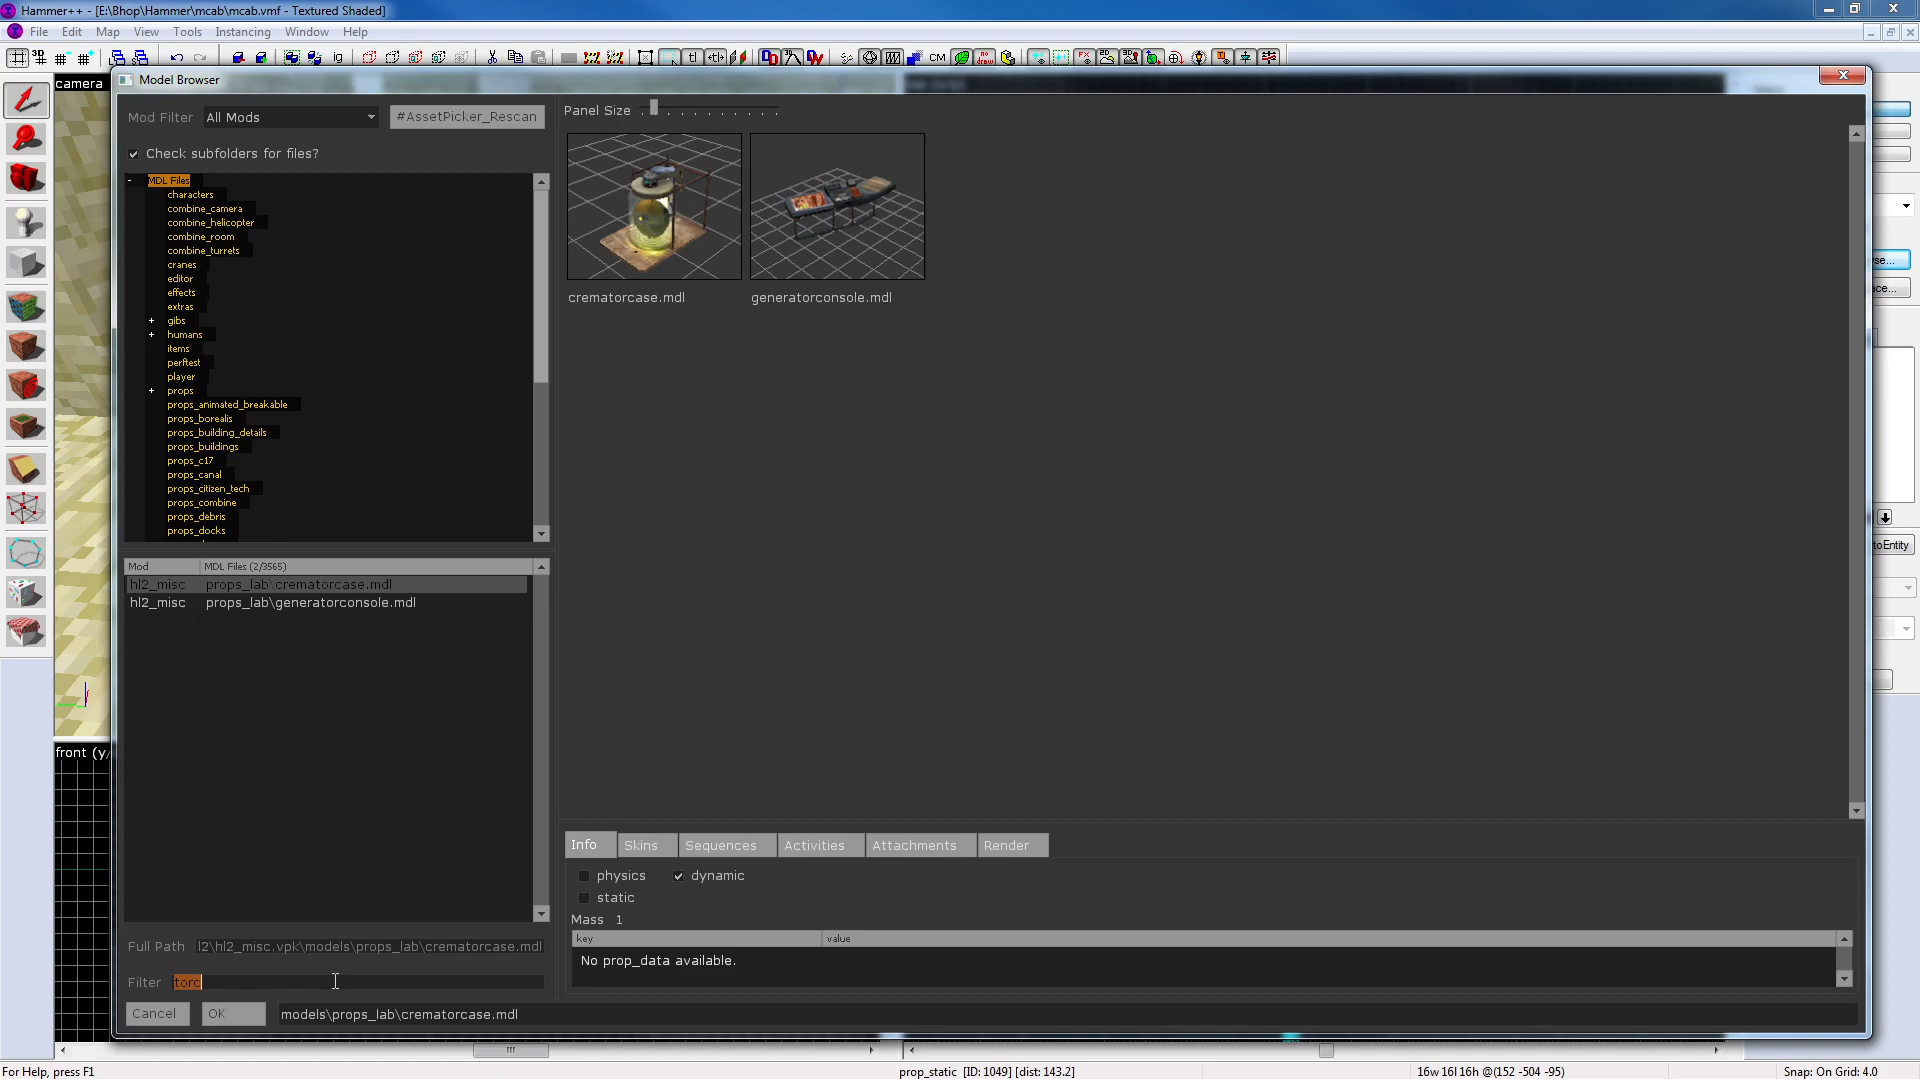 Hammer++ - [E:\Bhop\Hammer\mcab\mcab.vmf - Textured Shaded]
File Edit Map View Tools Instancing Window Help
camera
Model Browser
Mod Filter All Mods #AssetPicker_Rescan
Panel Size
Check subfolders for files?
MDL Files
characters
combine_camera
combine_helicopter
combine_room
combine_turrets
cranes
editor
effects
extras
gibs
humans
items
perftest
player
props
props_animated_breakable
props_borealis
props_building_details
props_buildings
props_c17
props_canal
props_citizen_tech
props_combine
props_debris
props_docks
crematorcase.mdl generatorconsole.mdl
Mod MDL Files (2/3565)
hl2_misc props_lab\crematorcase.mdl
hl2_misc props_lab\generatorconsole.mdl
front (y/
Info Skins Sequences Activities Attachments Render
physics dynamic
static
Mass 1
key value
No prop_data available.
Full Path l2\hl2_misc.vpk\models\props_lab\crematorcase.mdl
Filter torc
Cancel OK models\props_lab\crematorcase.mdl
se...
ace...
toEntity
For Help, press F1 prop_static [ID: 1049] [dist: 143.2] 16w 16l 16h @(152 -504 -95) Snap: On Grid: 4.0